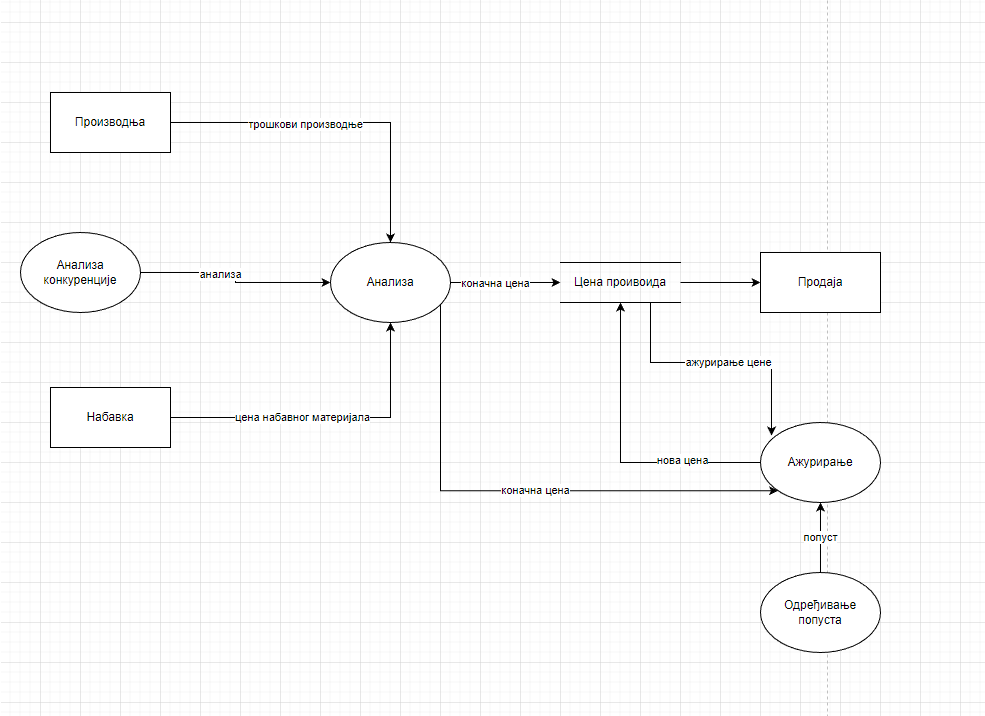 Производња
трошкови производње
Анализа
конкуренције
анализа
Анализа
коначна цена
Цена проивоида
Продаја
ажурирање цене
Набавка
цена набавног материјала
нова цена
Ажурирање
коначна цена
попуст
Одређивање
попуста